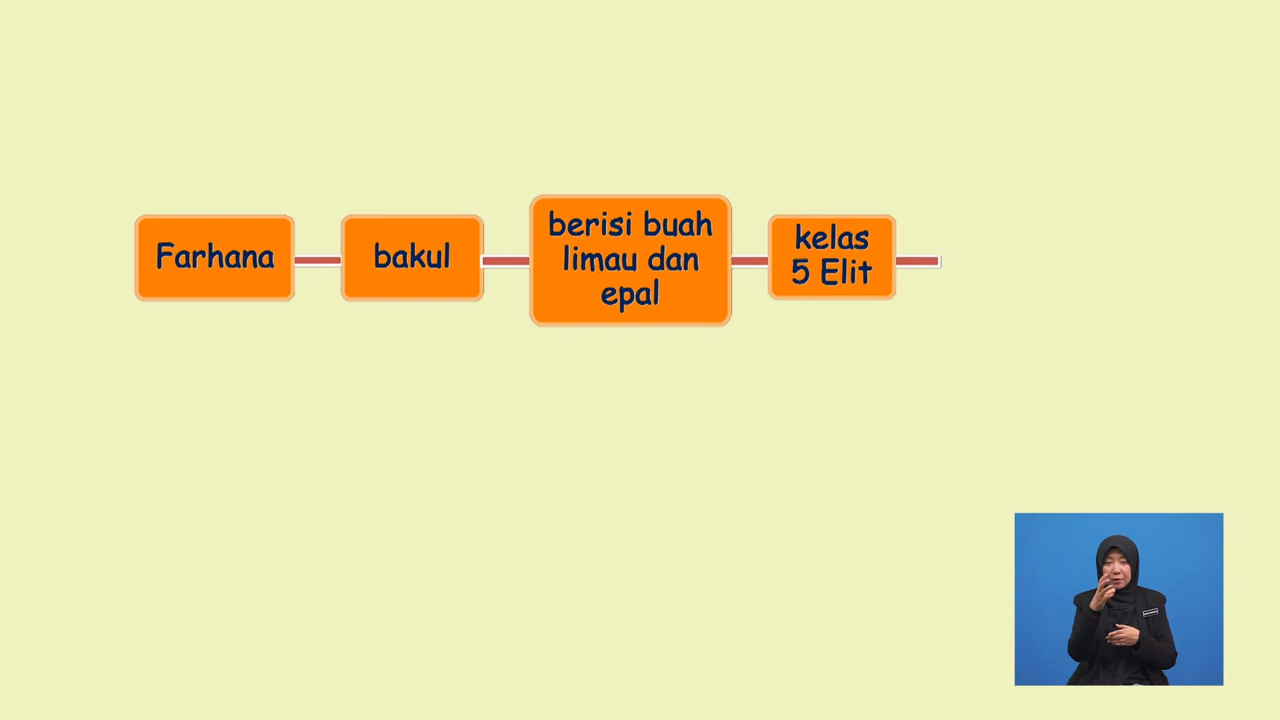 Farhana
bakul
berisi buah
limau dan
epal
kelas
5 Elit